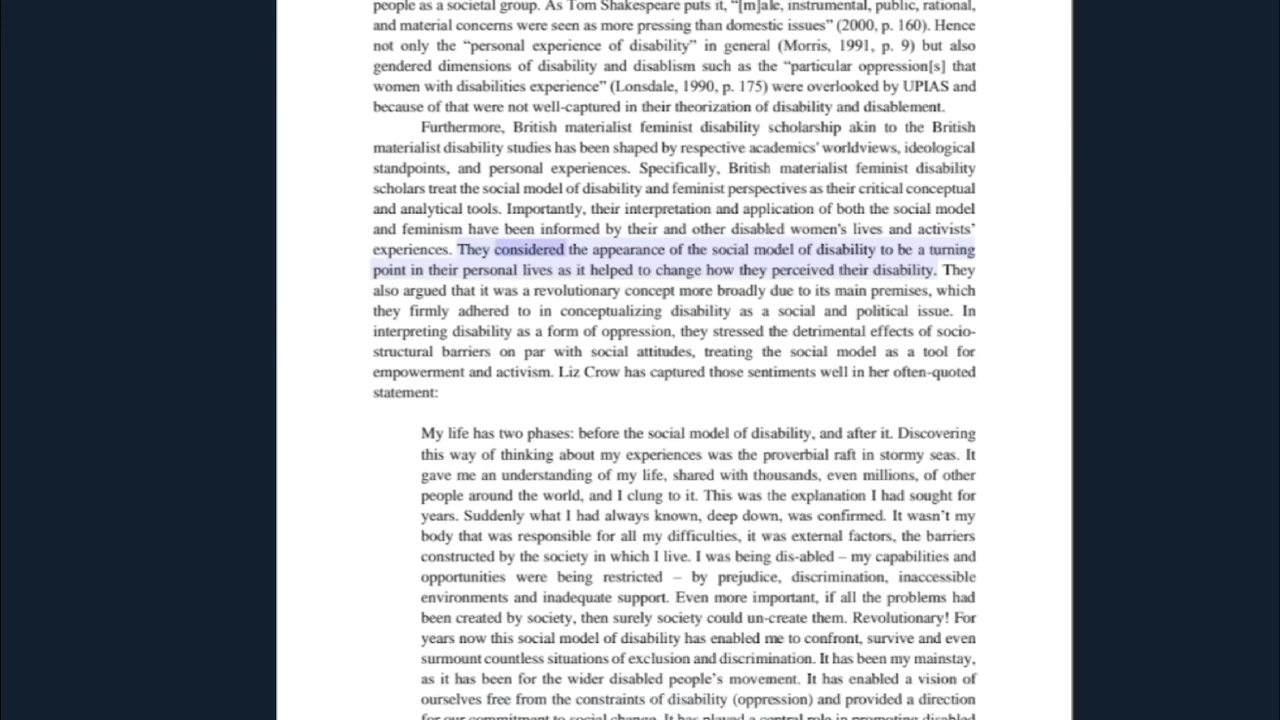 people as a societal group. As Tom Shakespeare puts it, “[m]ale, instrumental, public, rational,
and material concerns were seen as more pressing than domestic issues” (2000, p. 160). Hence
not only the “personal experience of disability” in general (Morris, 1991, p. 9) but also
gendered dimensions of disability and disablism such as the “particular oppression[s] that
women with disabilities experience” (Lonsdale, 1990, p. 175) were overlooked by UPIAS and
because of that were not well-captured in their theorization of disability and disablement.
Furthermore, British materialist feminist disability scholarship akin to the British
materialist disability studies has been shaped by respective academics’ worldviews, ideological
standpoints, and personal experiences. Specifically, British materialist feminist disability
scholars treat the social model of disability and feminist perspectives as their critical conceptual
and analytical tools. Importantly, their interpretation and application of both the social model
and feminism have been informed by their and other disabled women’s lives and activists’
experiences. They considered the appearance of the social model of disability to be a turning
point in their personal lives as it helped to change how they perceived their disability. They
also argued that it was a revolutionary concept more broadly due to its main premises, which
they firmly adhered to in conceptualizing disability as a social and political issue. In
interpreting disability as a form of oppression, they stressed the detrimental effects of socio-
structural barriers on par with social attitudes, treating the social model as a tool for
empowerment and activism. Liz Crow has captured those sentiments well in her often-quoted
statement:
My life has two phases: before the social model of disability, and after it. Discovering
this way of thinking about my experiences was the proverbial raft in stormy seas. It
gave me an understanding of my life, shared with thousands, even millions, of other
people around the world, and I clung to it. This was the explanation I had sought for
years. Suddenly what I had always known, deep down, was confirmed. It wasn’t my
body that was responsible for all my difficulties, it was external factors, the barriers
constructed by the society in which I live. I was being dis-abled – my capabilities and
opportunities were being restricted – by prejudice, discrimination, inaccessible
environments and inadequate support. Even more important, if all the problems had
been created by society, then surely society could un-create them. Revolutionary! For
years now this social model of disability has enabled me to confront, survive and even
surmount countless situations of exclusion and discrimination. It has been my mainstay,
as it has been for the wider disabled people’s movement. It has enabled a vision of
ourselves free from the constraints of disability (oppression) and provided a direction
for our commitment to social change. It has played a central role in promoting disabled